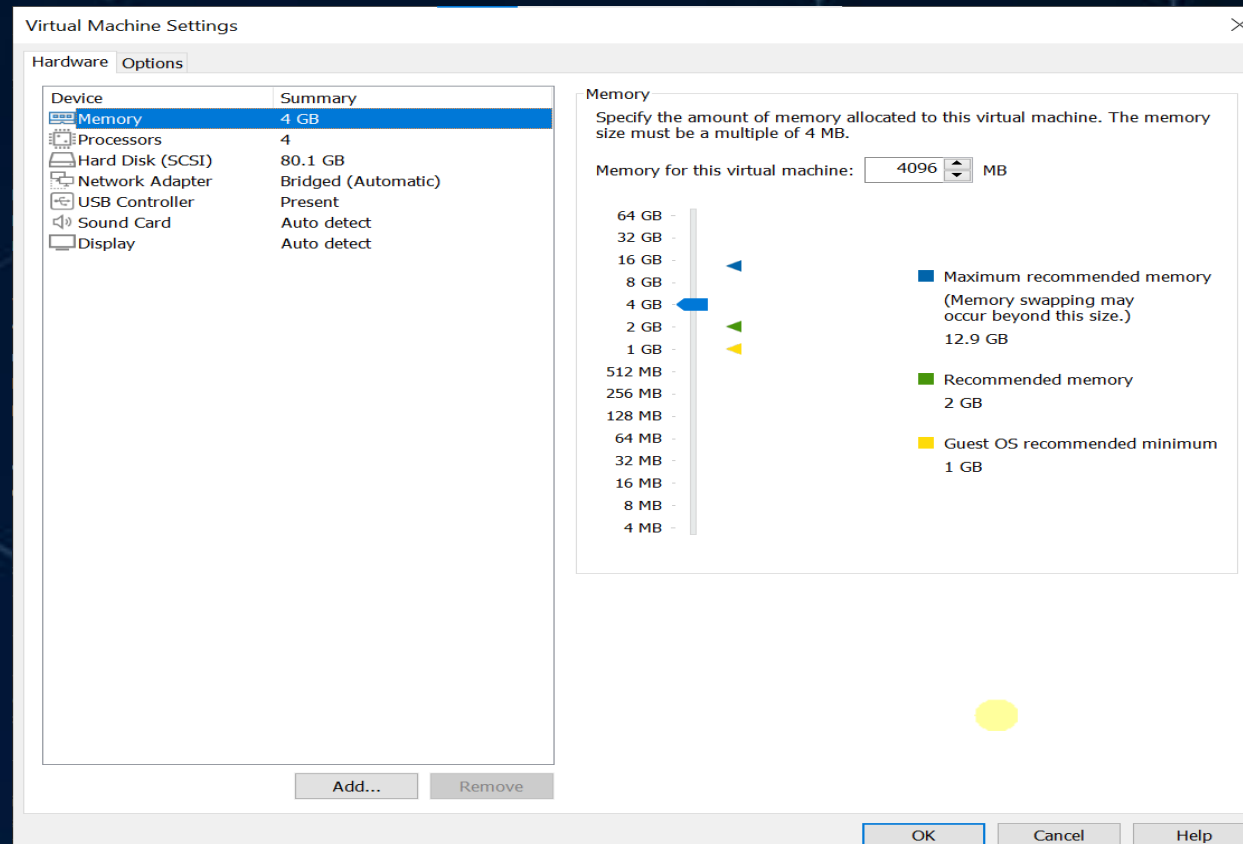 Virtual Machine Settings
Hardware Options
Device Summary
Memory 4 GB
Processors 4
Hard Disk (SCSI) 80.1 GB
Network Adapter Bridged (Automatic)
USB Controller Present
Sound Card Auto detect
Display Auto detect
Add... Remove
Memory
Specify the amount of memory allocated to this virtual machine. The memory
size must be a multiple of 4 MB.
Memory for this virtual machine: 4096 MB
64 GB
32 GB
16 GB
8 GB
4 GB
2 GB
1 GB
512 MB
256 MB
128 MB
64 MB
32 MB
16 MB
8 MB
4 MB
Maximum recommended memory
(Memory swapping may
occur beyond this size.)
12.9 GB
Recommended memory
2 GB
Guest OS recommended minimum
1 GB
OK Cancel Help